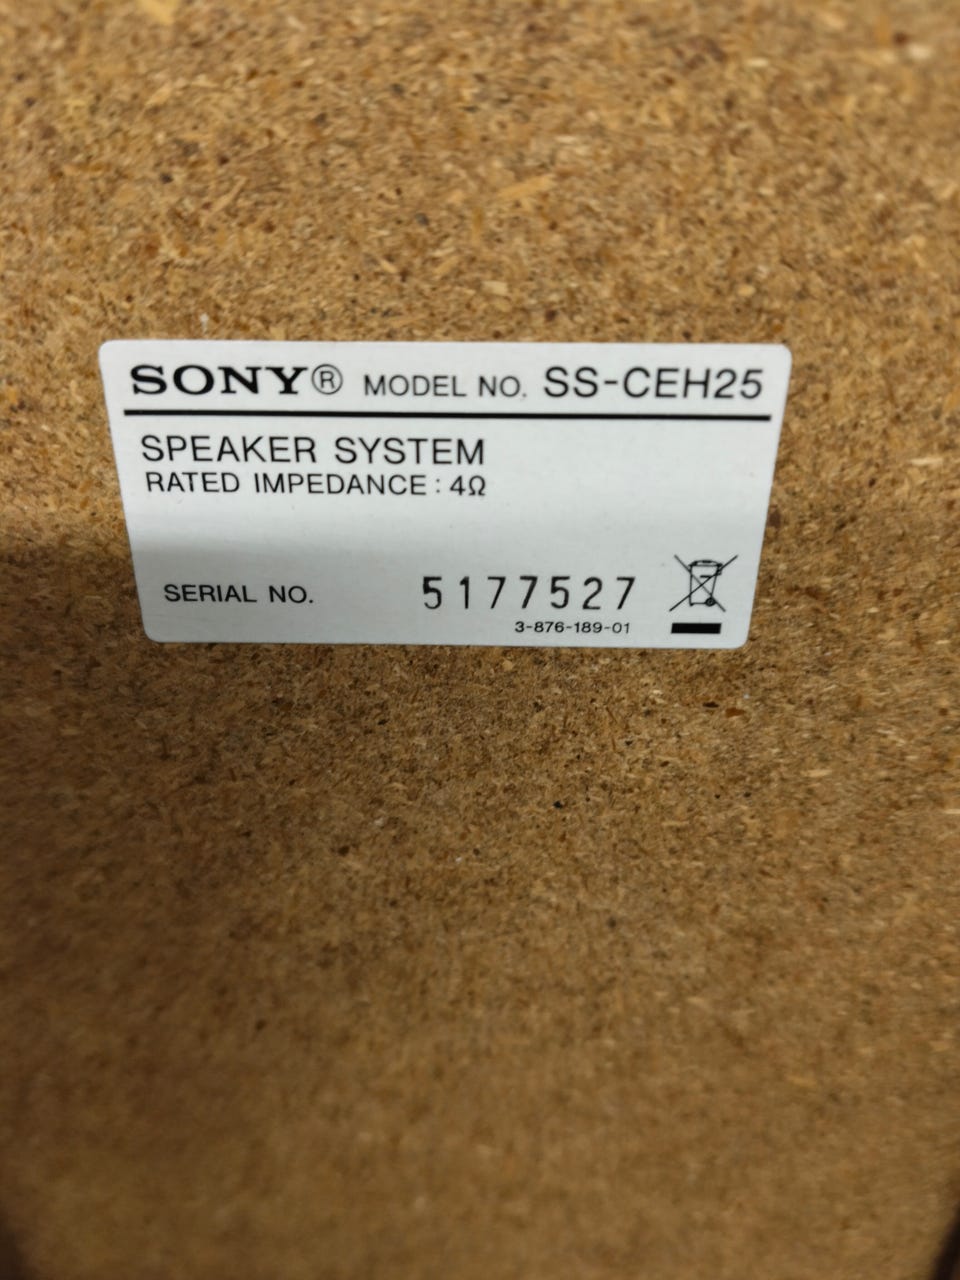 SONY® MODEL NO. SS-CEH25
SPEAKER SYSTEM
RATED IMPEDANCE : 4Ω
SERIAL NO. 5177527
3-876-189-01